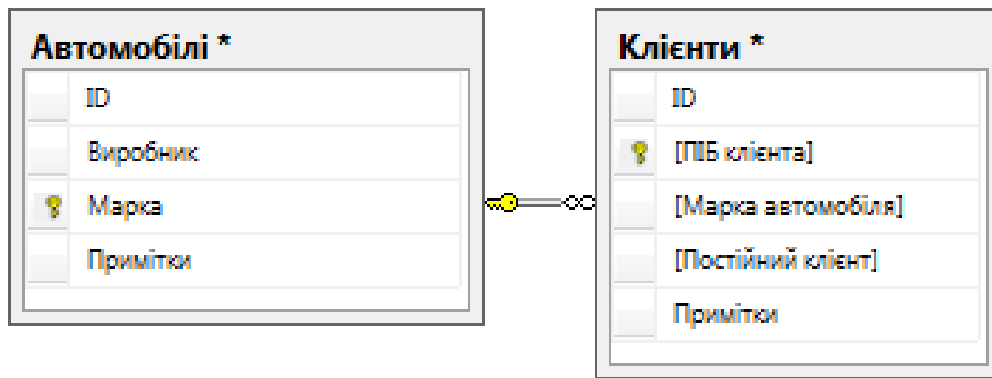 Автомобілі *
ID
Виробник
Марка
Примітки
Клієнти *
ID
[ПІБ клієнта]
[Марка автомобіля]
[Постійний клієнт]
Примітки